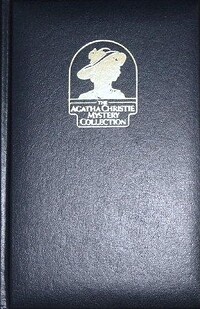 THE
AGATHA CHRISTIE
MYSTERY
COLLECTION